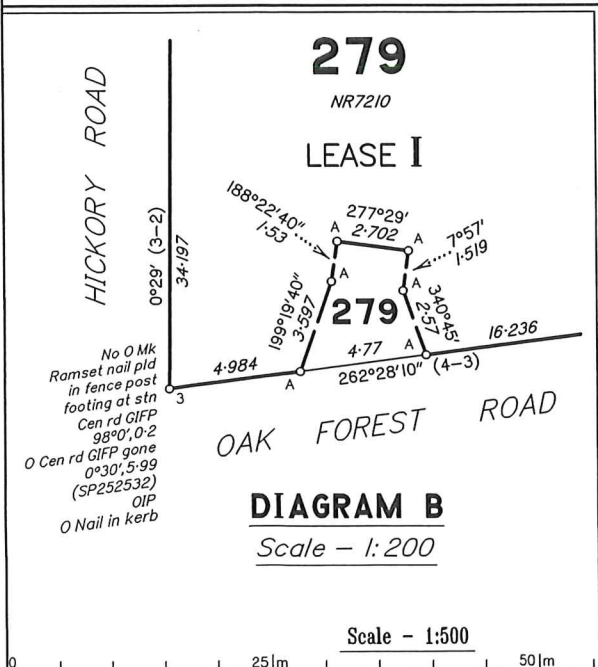 279
NR7210
LEASE I
HICKORY ROAD
0°29' (3-2)
34·197
188°22'40"
1·53
277°29'
2·702
7°57'
1·519
A
A
A
A
199°19'40"
3·597
279
340°45'
2·57
4·984
4·77
16·236
A
A
262°28'10" (4-3)
3
No O Mk
Ramset nail pld
in fence post
footing at stn
Cen rd GIFP
98°0',0·2
O Cen rd GIFP gone
0°30',5·99
(SP252532)
OIP
O Nail in kerb
OAK FOREST ROAD
DIAGRAM B
Scale – 1:200
Scale - 1:500
0 25m 50m